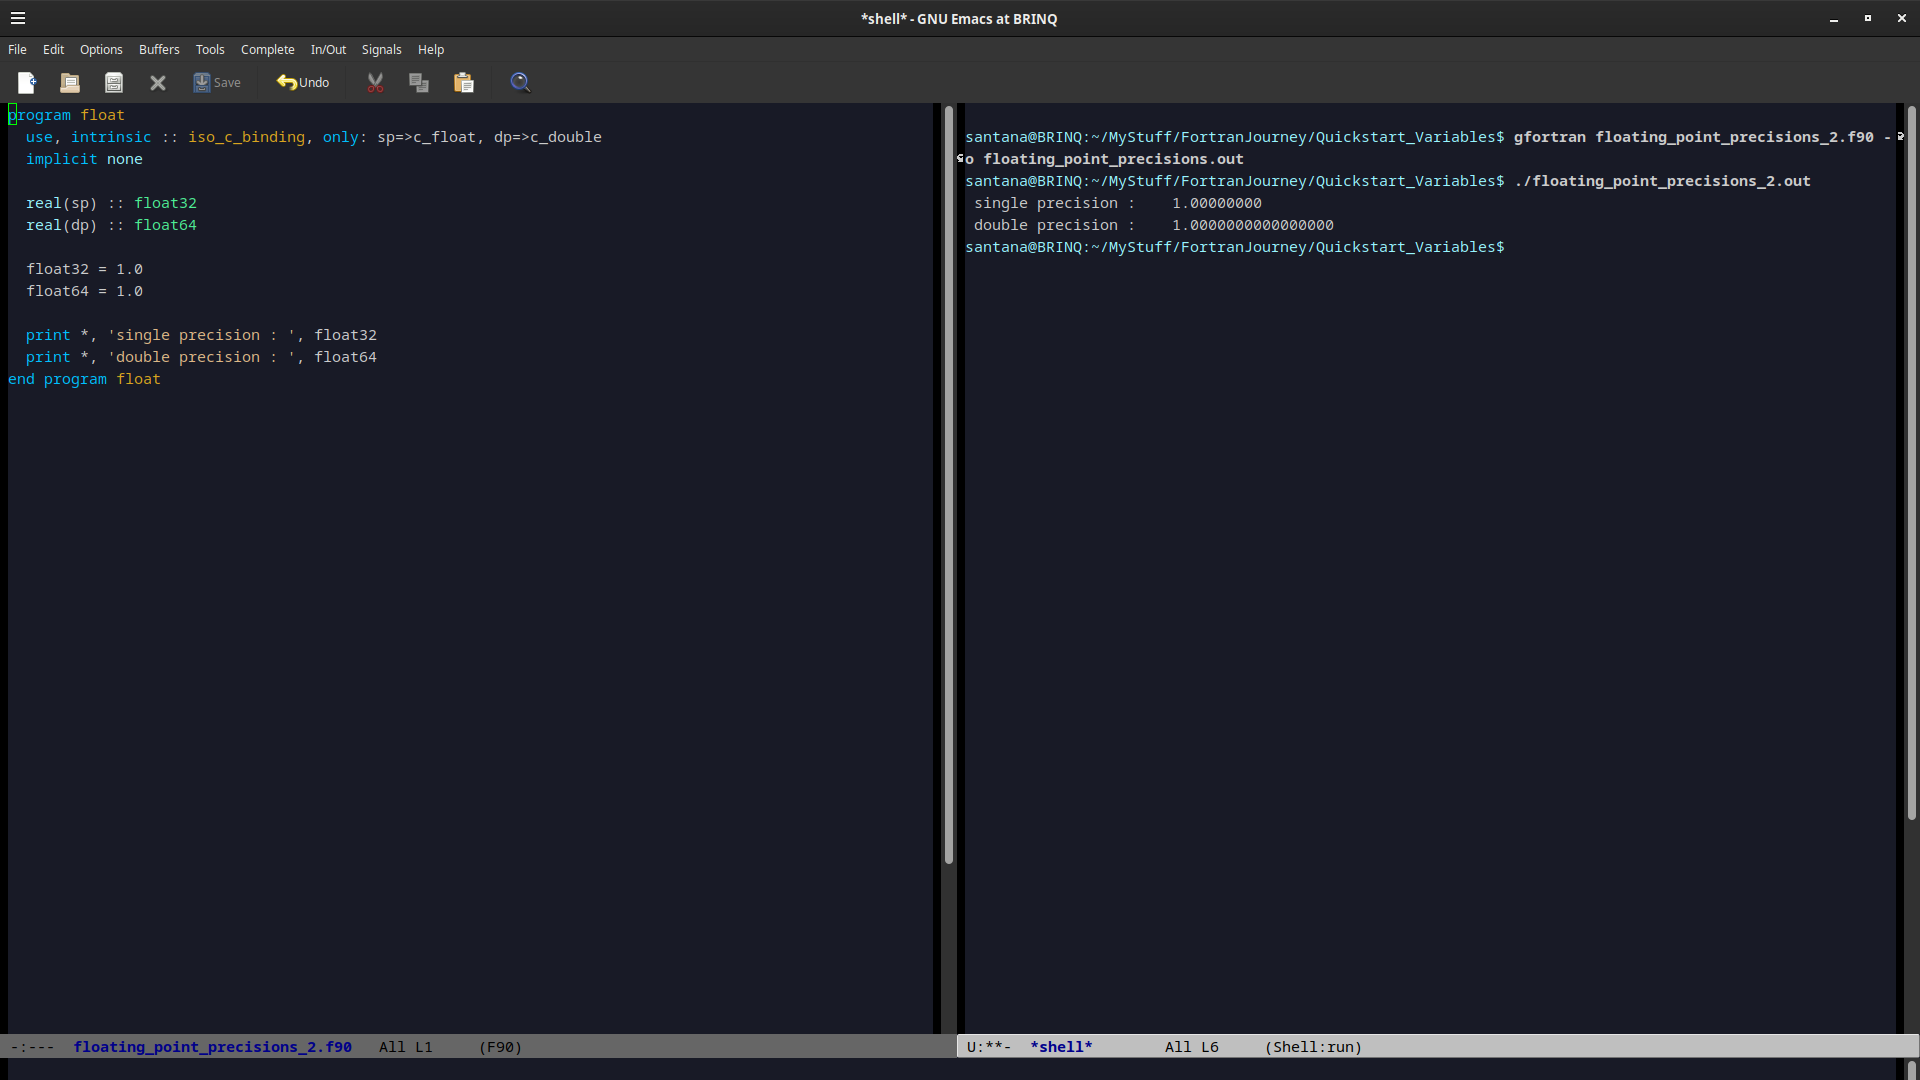 *shell* - GNU Emacs at BRINQ
File Edit Options Buffers Tools Complete In/Out Signals Help
Save Undo
program float
  use, intrinsic :: iso_c_binding, only: sp=>c_float, dp=>c_double
  implicit none
  real(sp) :: float32
  real(dp) :: float64
  float32 = 1.0
  float64 = 1.0
  print *, 'single precision : ', float32
  print *, 'double precision : ', float64
end program float
-:---  floating_point_precisions_2.f90   All L1     (F90)
santana@BRINQ:~/MyStuff/FortranJourney/Quickstart_Variables$ gfortran floating_point_precisions_2.f90 -
o floating_point_precisions.out
santana@BRINQ:~/MyStuff/FortranJourney/Quickstart_Variables$ ./floating_point_precisions_2.out
 single precision :    1.00000000
 double precision :    1.0000000000000000
santana@BRINQ:~/MyStuff/FortranJourney/Quickstart_Variables$
U:**-  *shell*        All L6     (Shell:run)